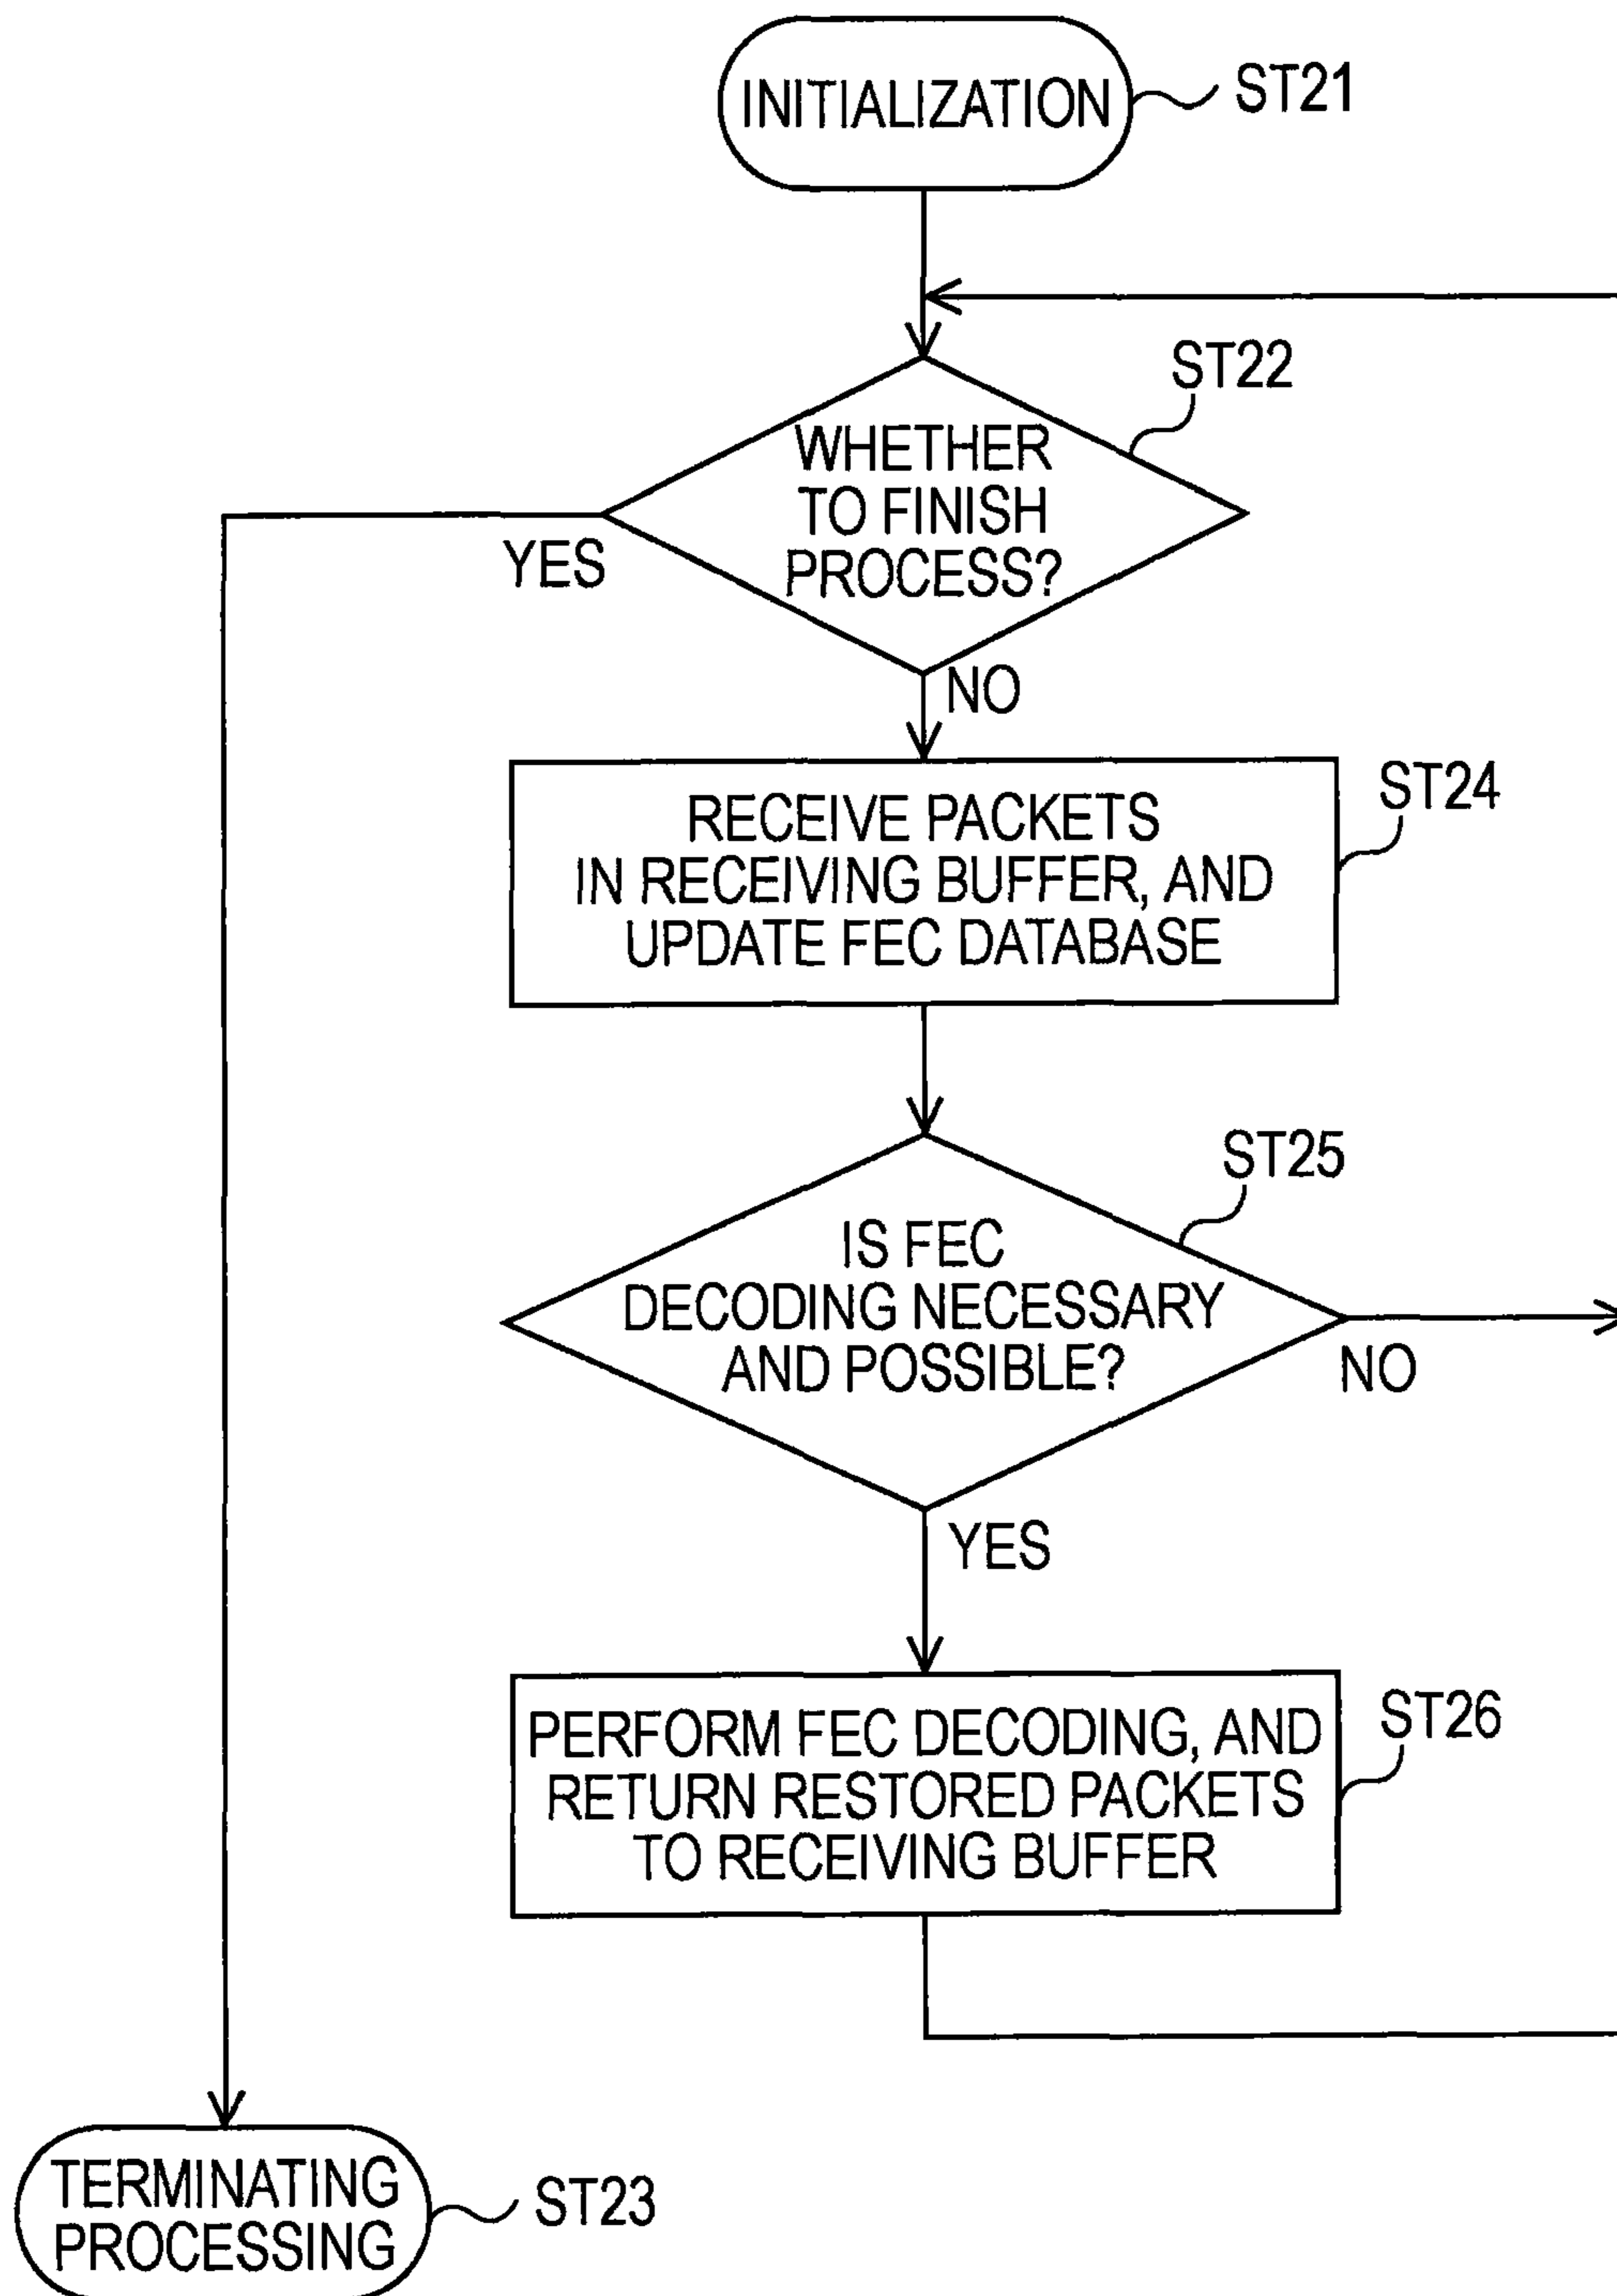 INITIALIZATION
ST21
ST22
WHETHER
TO FINISH
PROCESS?
YES
NO
ST24
RECEIVE PACKETS
IN RECEIVING BUFFER, AND
UPDATE FEC DATABASE
ST25
IS FEC
DECODING NECESSARY
AND POSSIBLE?
NO
YES
ST26
PERFORM FEC DECODING, AND
RETURN RESTORED PACKETS
TO RECEIVING BUFFER
TERMINATING
PROCESSING
ST23